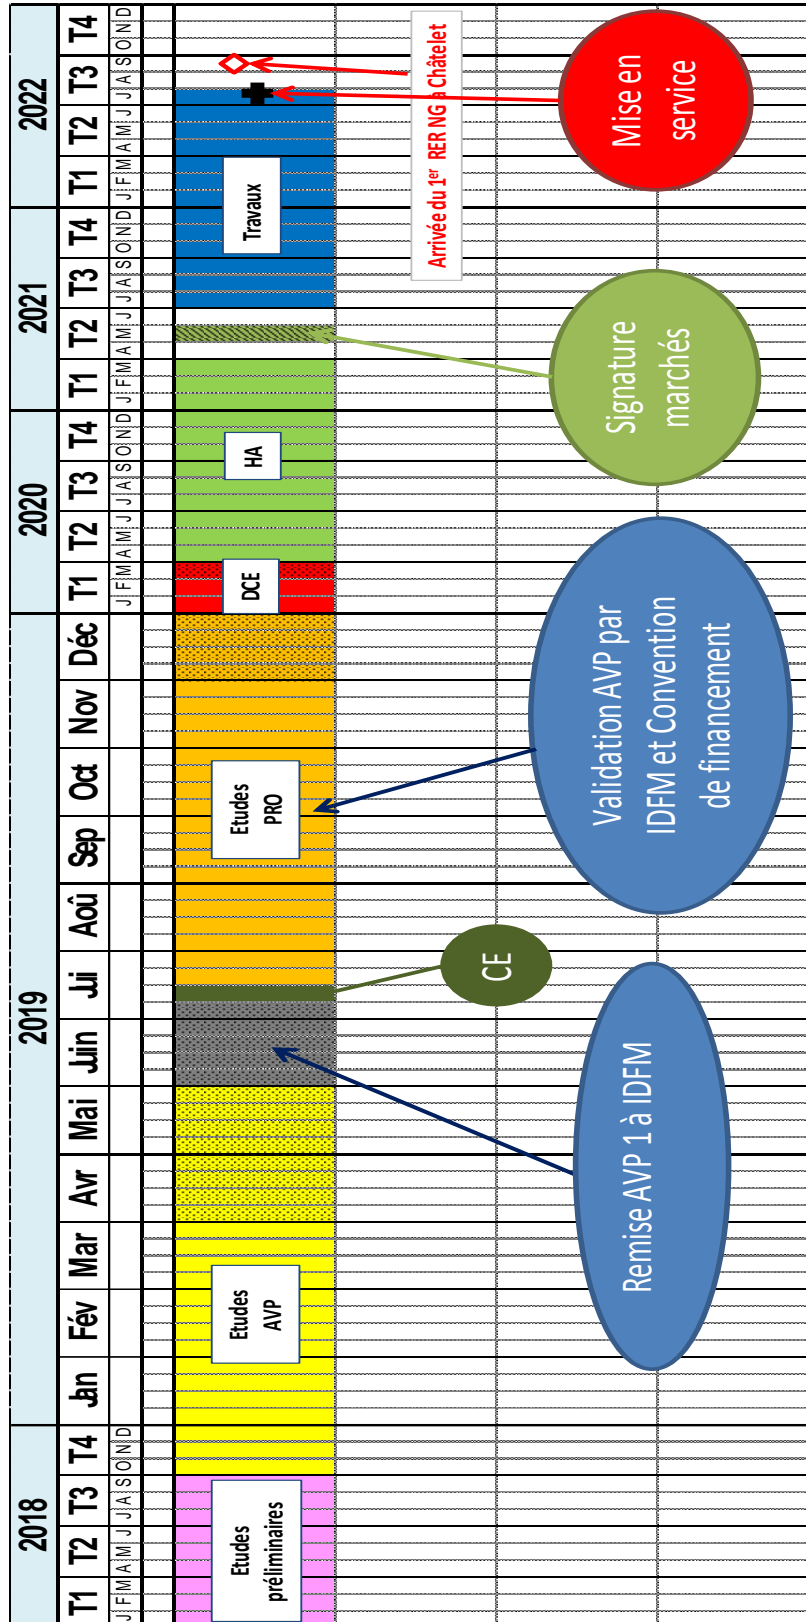 2018
2019
2020
2021
2022
T1
T2
T3
T4
Jan
Fév
Mar
Avr
Mai
Juin
Jui
Aoû
Sep
Oct
Nov
Déc
T1
T2
T3
T4
T1
T2
T3
T4
T1
T2
T3
T4
J F M A M J J A S O N D
J F M A M J J A S O N D
J F M A M J J A S O N D
J F M A M J J A S O N D
Etudes
préliminaires
Etudes
AVP
Etudes
PRO
DCE
HA
Travaux
Arrivée du 1er RER NG à Châtelet
Remise AVP 1 à IDFM
CE
Validation AVP par
IDFM et Convention
de financement
Signature
marchés
Mise en
service